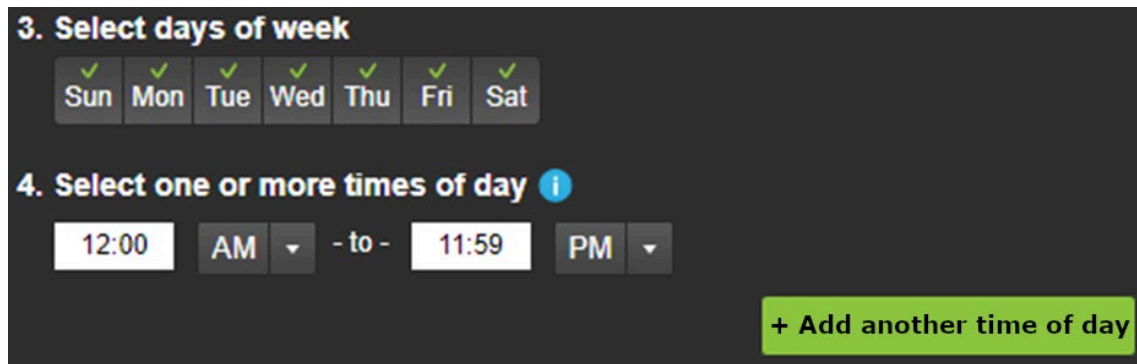 3. Select days of week
Sun Mon Tue Wed Thu Fri Sat
4. Select one or more times of day i
12:00 AM - to - 11:59 PM
+ Add another time of day